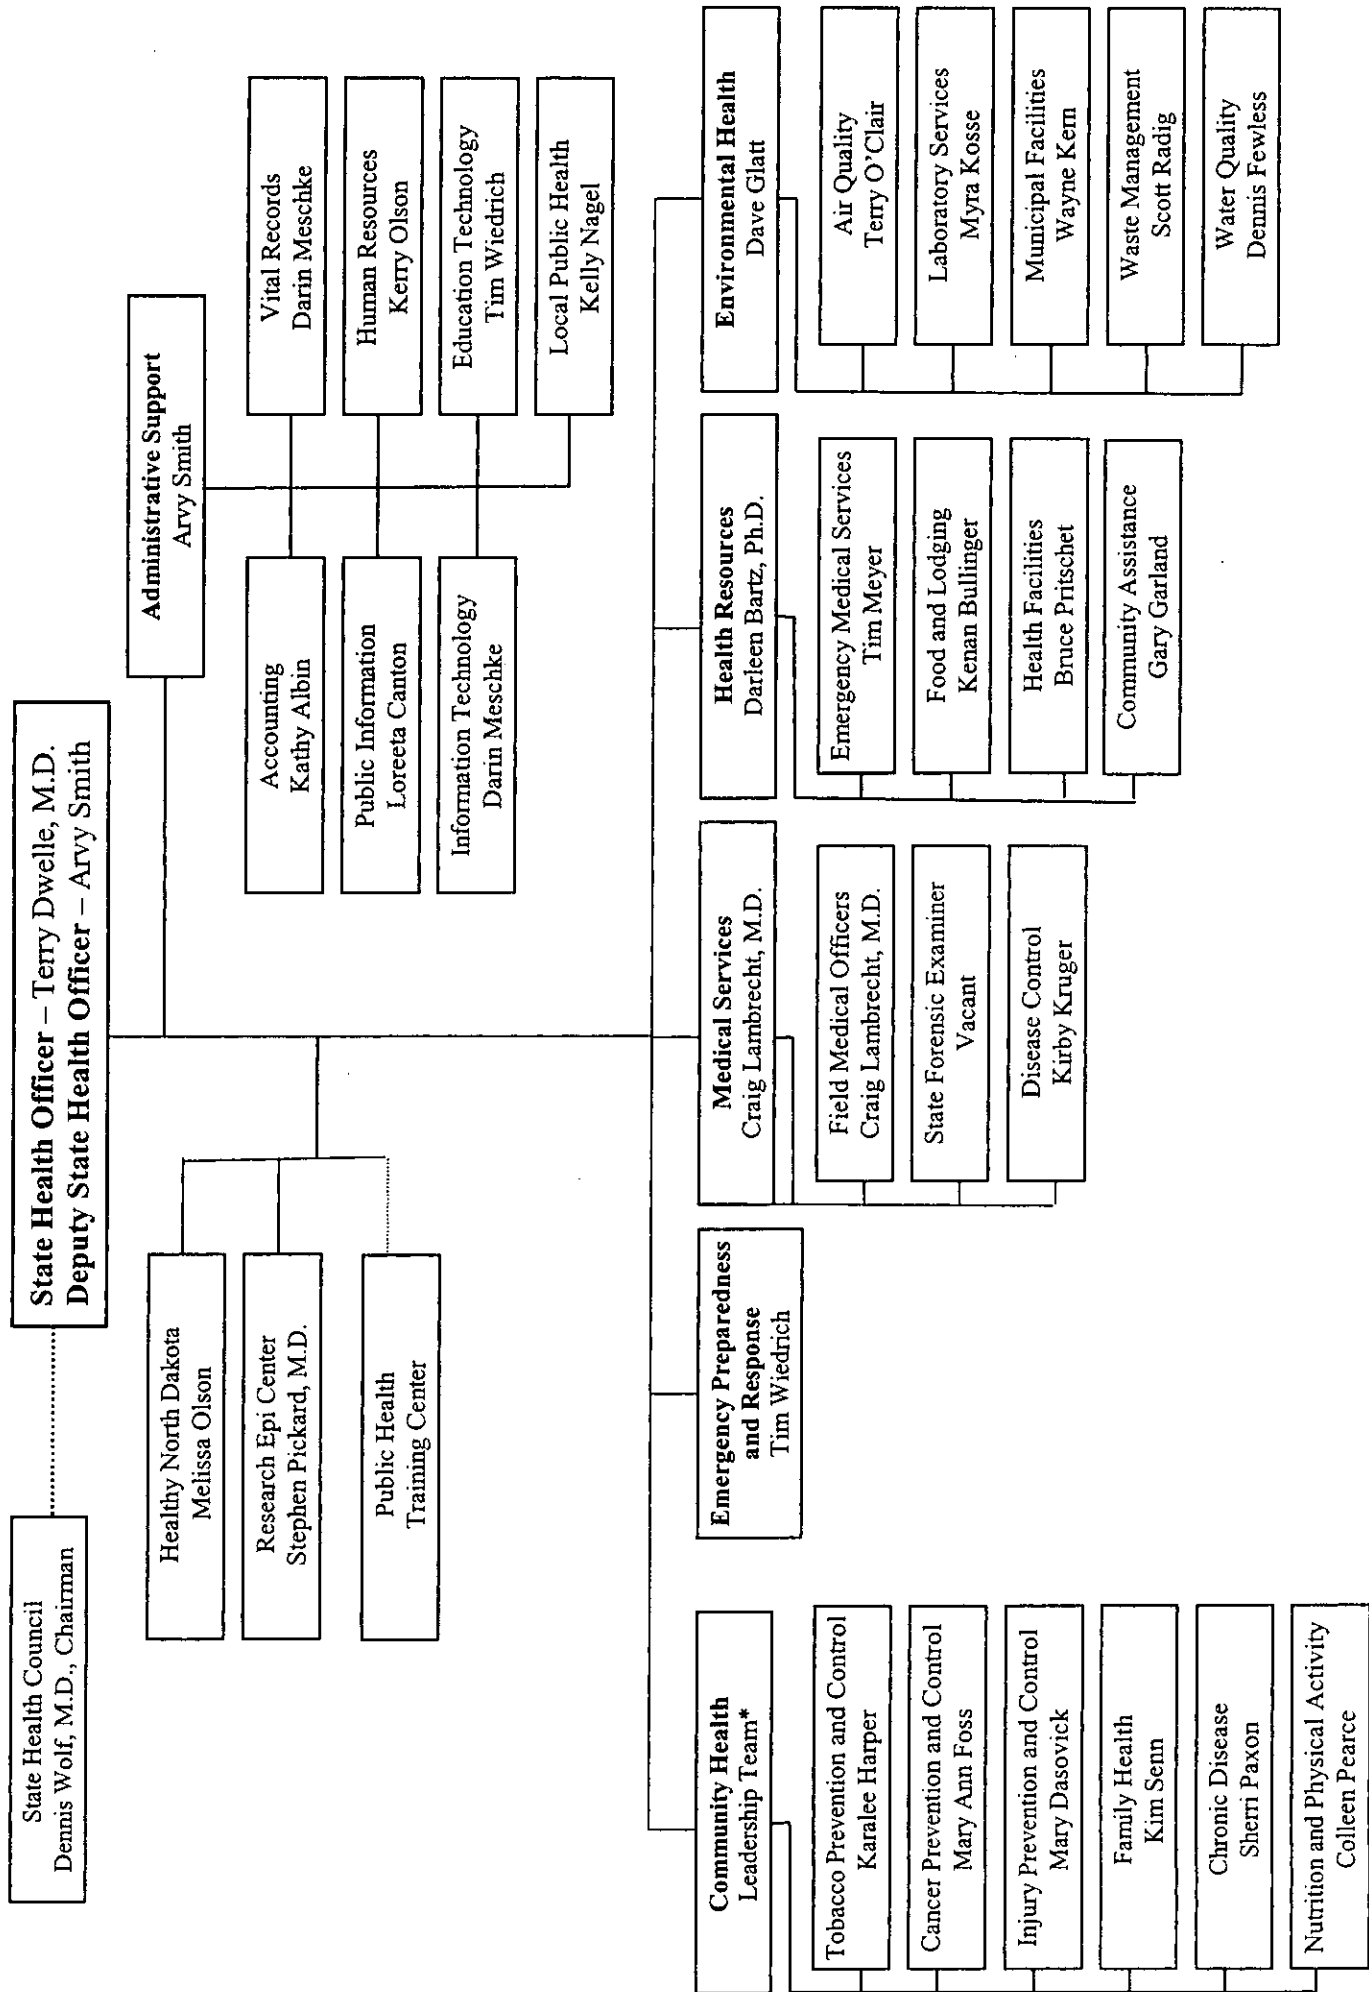 State Health Council
Dennis Wolf, M.D., Chairman
State Health Officer – Terry Dwelle, M.D.
Deputy State Health Officer – Arvy Smith
Administrative Support
Arvy Smith
Healthy North Dakota
Melissa Olson
Research Epi Center
Stephen Pickard, M.D.
Public Health
Training Center
Accounting
Kathy Albin
Public Information
Loreeta Canton
Information Technology
Darin Meschke
Vital Records
Darin Meschke
Human Resources
Kerry Olson
Education Technology
Tim Wiedrich
Local Public Health
Kelly Nagel
Community Health
Leadership Team*
Tobacco Prevention and Control
Karalee Harper
Cancer Prevention and Control
Mary Ann Foss
Injury Prevention and Control
Mary Dasovick
Family Health
Kim Senn
Chronic Disease
Sherri Paxon
Nutrition and Physical Activity
Colleen Pearce
Emergency Preparedness
and Response
Tim Wiedrich
Medical Services
Craig Lambrecht, M.D.
Field Medical Officers
Craig Lambrecht, M.D.
State Forensic Examiner
Vacant
Disease Control
Kirby Kruger
Health Resources
Darleen Bartz, Ph.D.
Emergency Medical Services
Tim Meyer
Food and Lodging
Kenan Bullinger
Health Facilities
Bruce Pritschet
Community Assistance
Gary Garland
Environmental Health
Dave Glatt
Air Quality
Terry O'Clair
Laboratory Services
Myra Kosse
Municipal Facilities
Wayne Kern
Waste Management
Scott Radig
Water Quality
Dennis Fewless